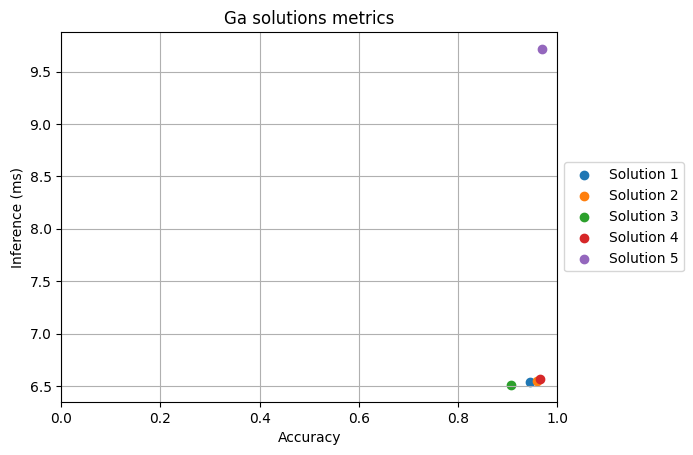 Ga solutions metrics
Inference (ms)
9.5
9.0
8.5
8.0
7.5
7.0
6.5
0.0 0.2 0.4 0.6 0.8 1.0
Accuracy
Solution 1
Solution 2
Solution 3
Solution 4
Solution 5